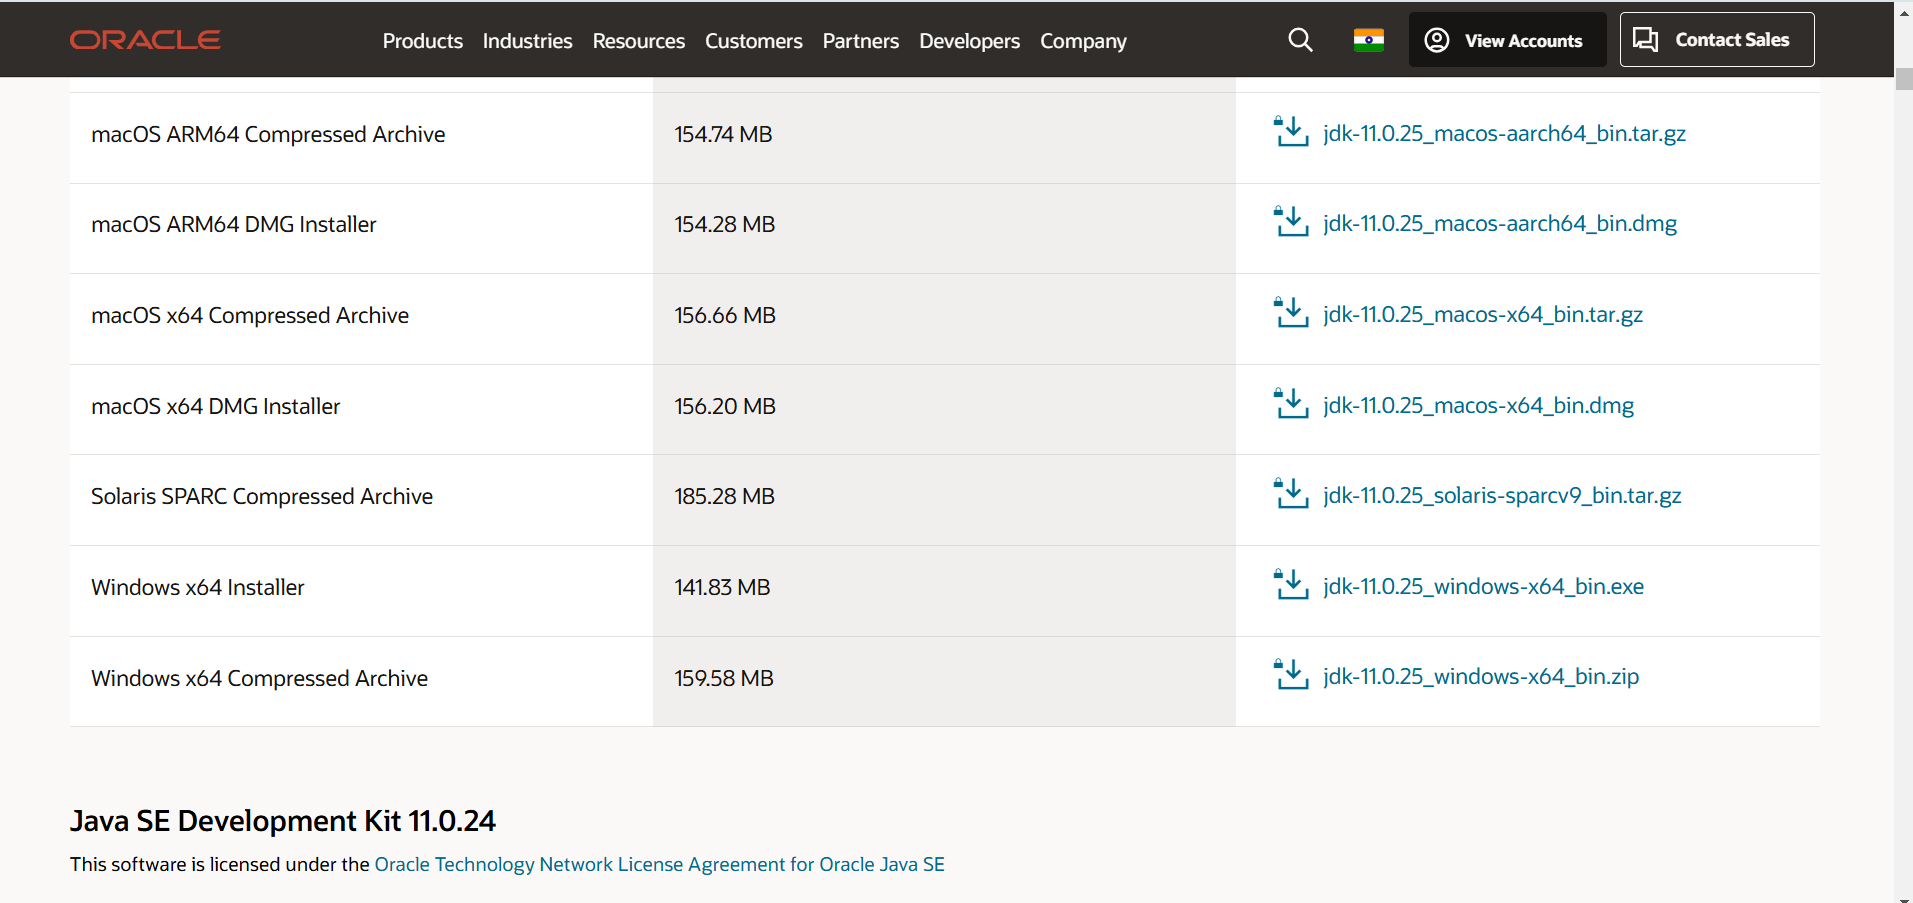 ORACLE Products Industries Resources Customers Partners Developers Company View Accounts Contact Sales
macOS ARM64 Compressed Archive 154.74 MB jdk-11.0.25_macos-aarch64_bin.tar.gz
macOS ARM64 DMG Installer 154.28 MB jdk-11.0.25_macos-aarch64_bin.dmg
macOS x64 Compressed Archive 156.66 MB jdk-11.0.25_macos-x64_bin.tar.gz
macOS x64 DMG Installer 156.20 MB jdk-11.0.25_macos-x64_bin.dmg
Solaris SPARC Compressed Archive 185.28 MB jdk-11.0.25_solaris-sparcv9_bin.tar.gz
Windows x64 Installer 141.83 MB jdk-11.0.25_windows-x64_bin.exe
Windows x64 Compressed Archive 159.58 MB jdk-11.0.25_windows-x64_bin.zip
Java SE Development Kit 11.0.24
This software is licensed under the Oracle Technology Network License Agreement for Oracle Java SE